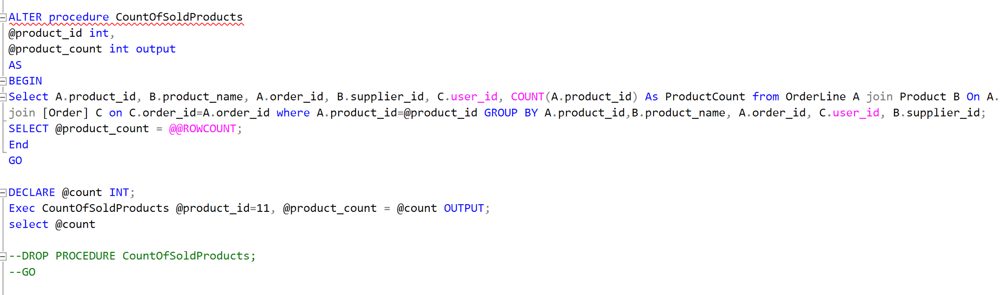 ALTER procedure CountOfSoldProducts
@product_id int,
@product_count int output
AS
BEGIN
Select A.product_id, B.product_name, A.order_id, B.supplier_id, C.user_id, COUNT(A.product_id) As ProductCount from OrderLine A join Product B On A.
join [Order] C on C.order_id=A.order_id where A.product_id=@product_id GROUP BY A.product_id,B.product_name, A.order_id, C.user_id, B.supplier_id;
SELECT @product_count = @@ROWCOUNT;
End
GO
DECLARE @count INT;
Exec CountOfSoldProducts @product_id=11, @product_count = @count OUTPUT;
select @count
--DROP PROCEDURE CountOfSoldProducts;
--GO